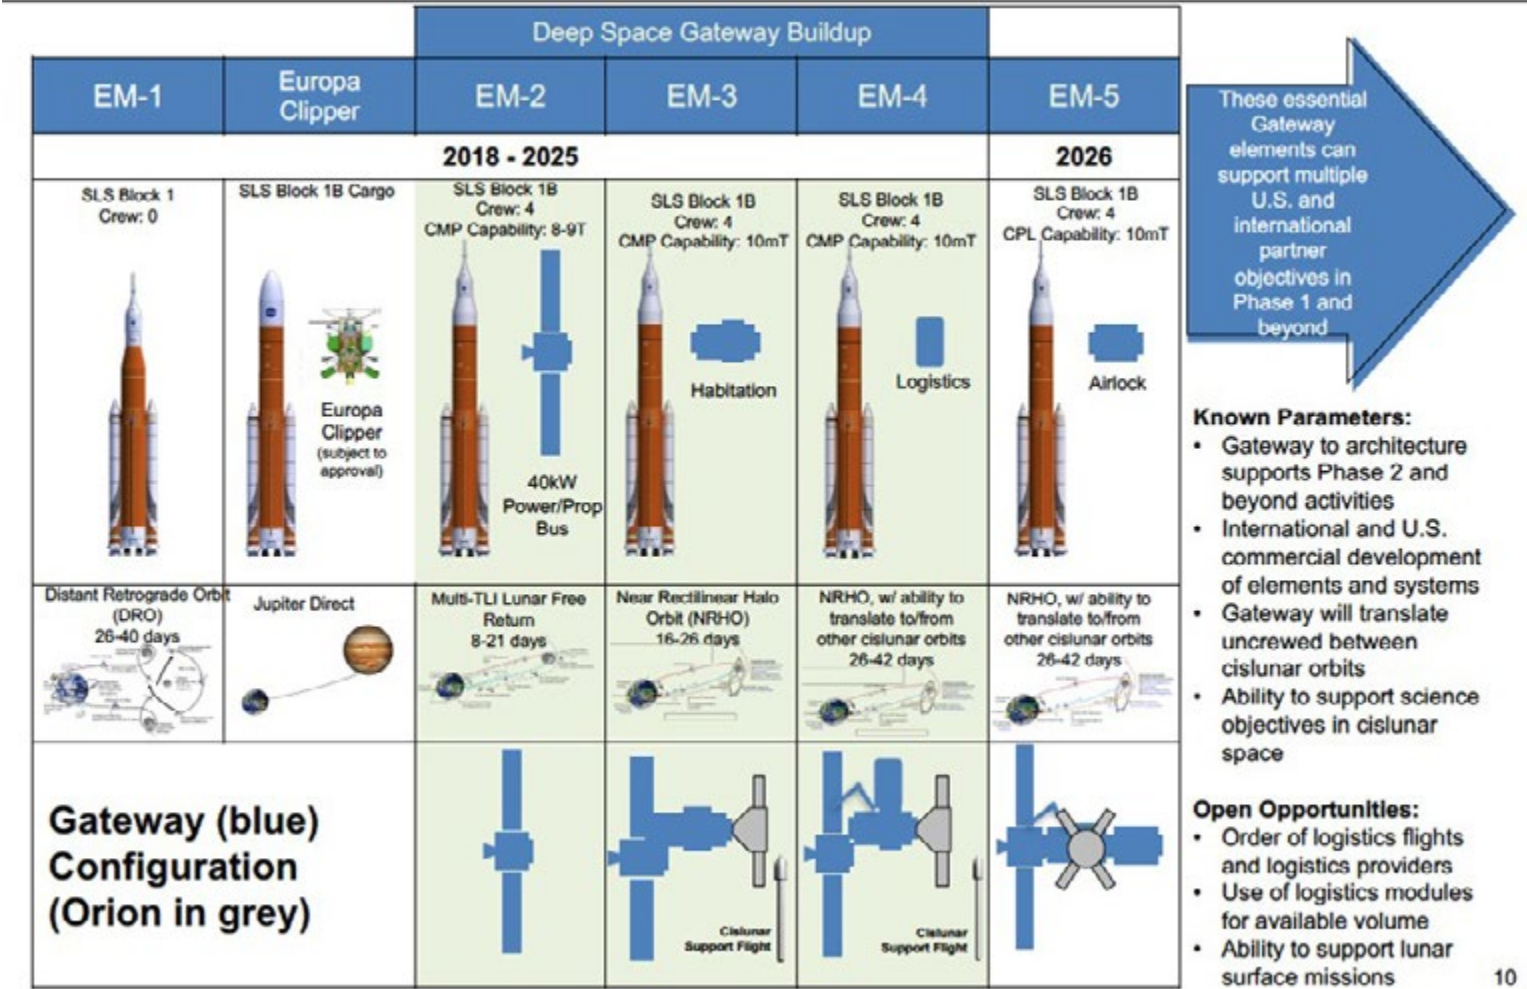 Deep Space Gateway Buildup
EM-1
Europa
Clipper
EM-2
EM-3
EM-4
EM-5
2018 - 2025
2026
SLS Block 1
Crew: 0
SLS Block 1B Cargo
Europa
Clipper
(subject to
approval)
SLS Block 1B
Crew: 4
CMP Capability: 8-9T
40kW
Power/Prop
Bus
SLS Block 1B
Crew: 4
CMP Capability: 10mT
Habitation
SLS Block 1B
Crew: 4
CMP Capability: 10mT
Logistics
SLS Block 1B
Crew: 4
CPL Capability: 10mT
Airlock
Distant Retrograde Orbit
(DRO)
26-40 days
Jupiter Direct
Multi-TLI Lunar Free
Return
8-21 days
Near Rectilinear Halo
Orbit (NRHO)
16-26 days
NRHO, w/ ability to
translate to/from
other cislunar orbits
26-42 days
NRHO, w/ ability to
translate to/from
other cislunar orbits
26-42 days
Gateway (blue)
Configuration
(Orion in grey)
Cislunar
Support Flight
Cislunar
Support Flight
These essential
Gateway
elements can
support multiple
U.S. and
international
partner
objectives in
Phase 1 and
beyond
Known Parameters:
• Gateway to architecture
supports Phase 2 and
beyond activities
• International and U.S.
commercial development
of elements and systems
• Gateway will translate
uncrewed between
cislunar orbits
• Ability to support science
objectives in cislunar
space
Open Opportunities:
• Order of logistics flights
and logistics providers
• Use of logistics modules
for available volume
• Ability to support lunar
surface missions
10